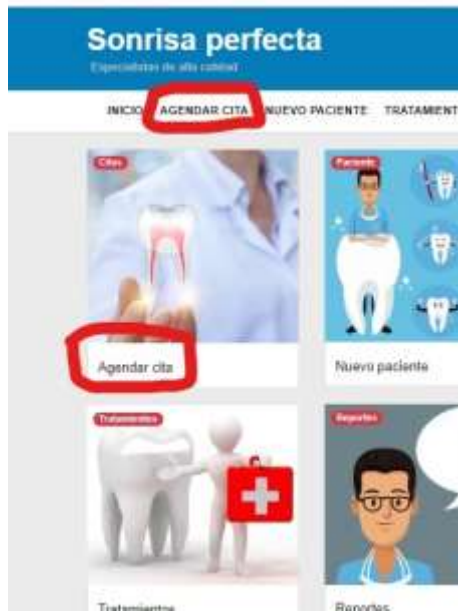 Sonrisa perfecta
Especialistas de alta calidad
INICIO AGENDAR CITA NUEVO PACIENTE TRATAMIENT
Citas
Paciente
Agendar cita
Nuevo paciente
Tratamientos
Reportes
Tratamientos
Reportes